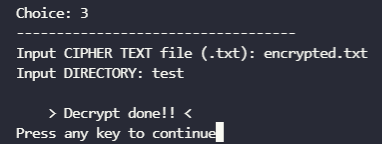 Choice: 3
-----------------------------------
Input CIPHER TEXT file (.txt): encrypted.txt
Input DIRECTORY: test
> Decrypt done!! <
Press any key to continue